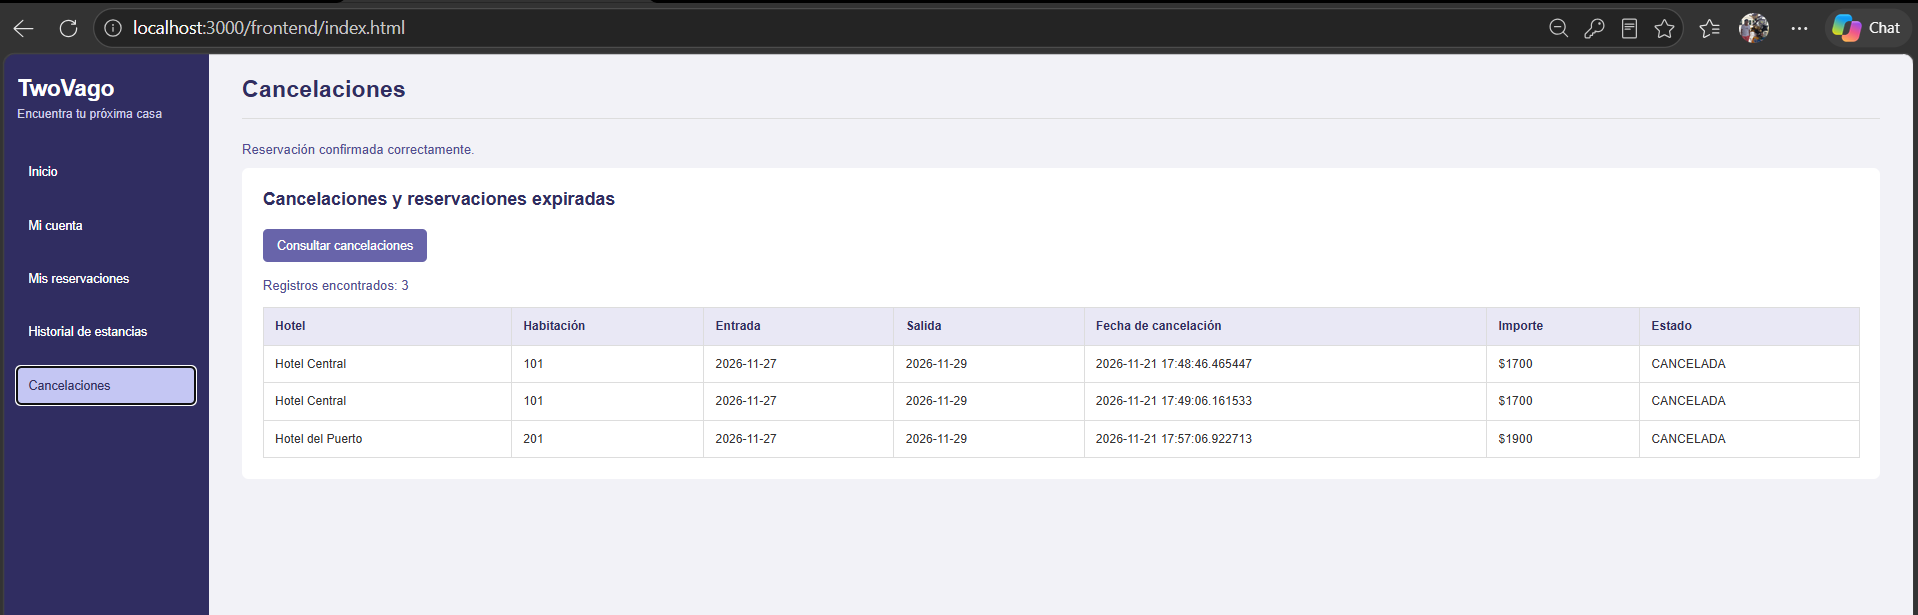 localhost:3000/frontend/index.html
Chat
TwoVago
Encuentra tu próxima casa
Inicio
Mi cuenta
Mis reservaciones
Historial de estancias
Cancelaciones
Cancelaciones
Reservación confirmada correctamente.
Cancelaciones y reservaciones expiradas
Consultar cancelaciones
Registros encontrados: 3
Hotel Habitación Entrada Salida Fecha de cancelación Importe Estado
Hotel Central 101 2026-11-27 2026-11-29 2026-11-21 17:48:46.465447 $1700 CANCELADA
Hotel Central 101 2026-11-27 2026-11-29 2026-11-21 17:49:06.161533 $1700 CANCELADA
Hotel del Puerto 201 2026-11-27 2026-11-29 2026-11-21 17:57:06.922713 $1900 CANCELADA